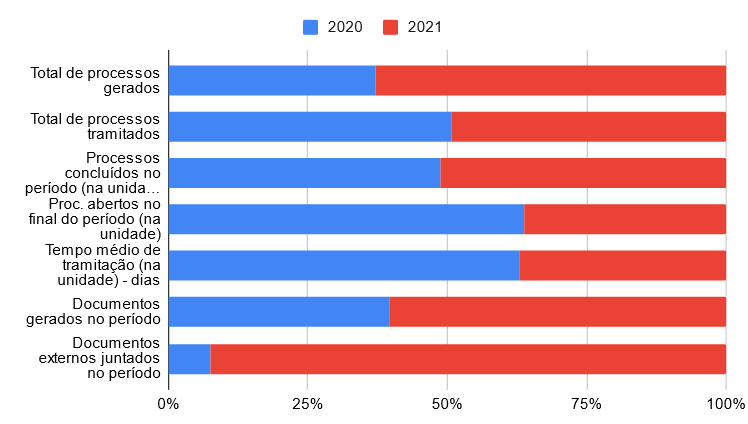 2020 2021
Total de processos
gerados
Total de processos
tramitados
Processos
concluídos no
período (na unida…
Proc. abertos no
final do período (na
unidade)
Tempo médio de
tramitação (na
unidade) - dias
Documentos
gerados no período
Documentos
externos juntados
no período
0% 25% 50% 75% 100%